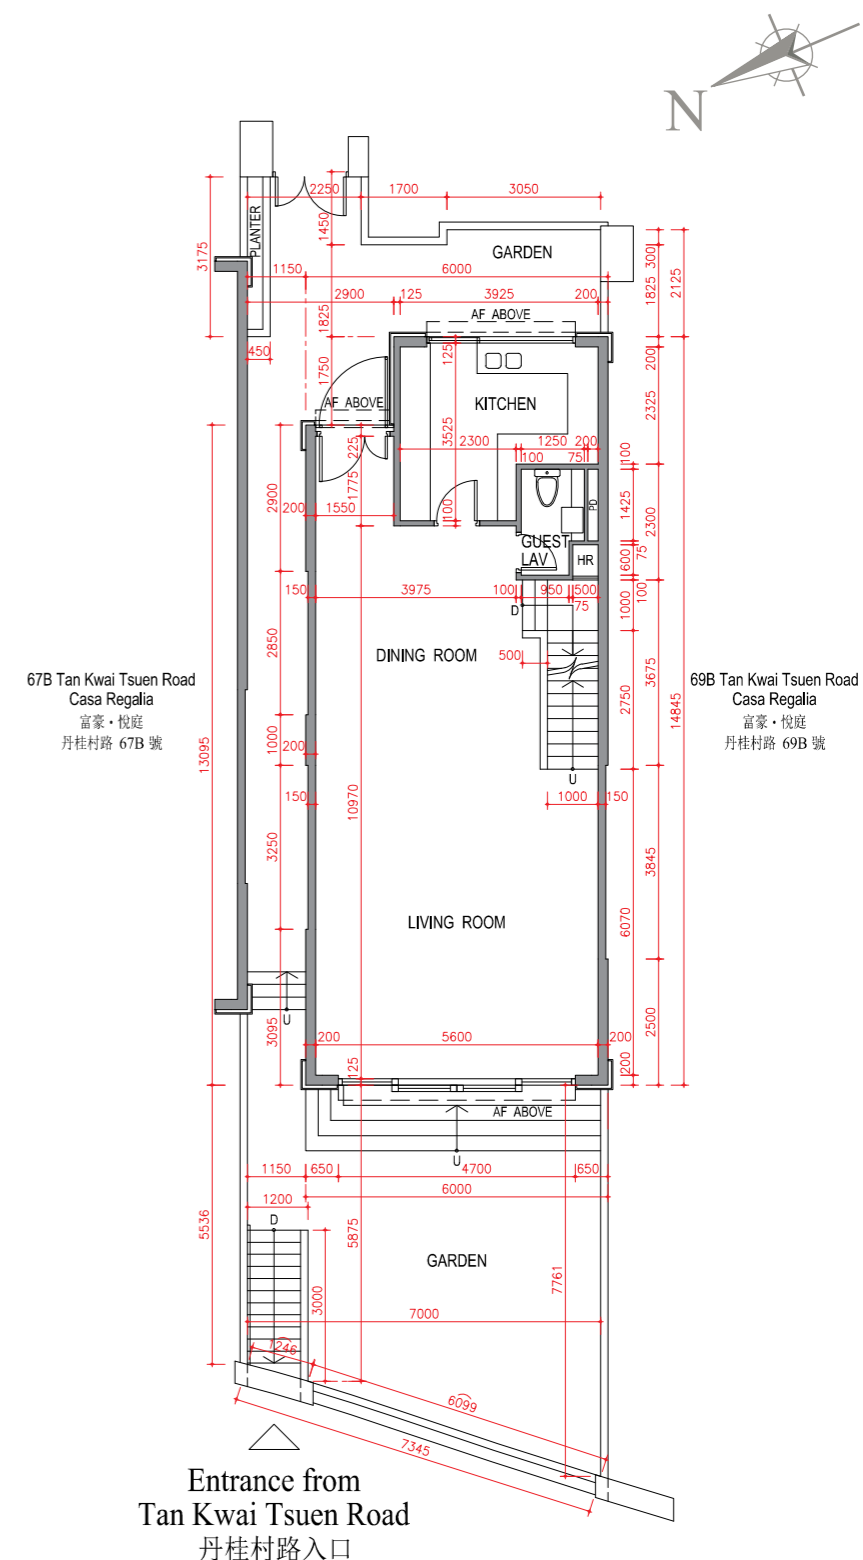 N
2250
1700
3050
1450
3175
PLANTER
GARDEN
300
1825
2125
1150
6000
2900
125
3925
200
1825
AF ABOVE
450
125
200
1750
AF ABOVE
KITCHEN
2325
3525
225
2300
1250
200
100
75
100
2900
1775
1425
200
1550
100
PD
2300
GUEST
LAV
HR
600
75
150
3975
100
950
500
100
D
75
1000
DINING ROOM
500
2850
3675
2750
14845
67B Tan Kwai Tsuen Road
Casa Regalia
富豪・悅庭
丹桂村路 67B 號
69B Tan Kwai Tsuen Road
Casa Regalia
富豪・悅庭
丹桂村路 69B 號
13095
1000
200
U
150
10970
1000
150
3250
3845
6070
LIVING ROOM
U
3095
2500
200
5600
200
125
200
AF ABOVE
U
1150
650
4700
650
1200
6000
D
5536
5875
GARDEN
7761
3000
7000
1246
6099
7345
Entrance from
Tan Kwai Tsuen Road
丹桂村路入口